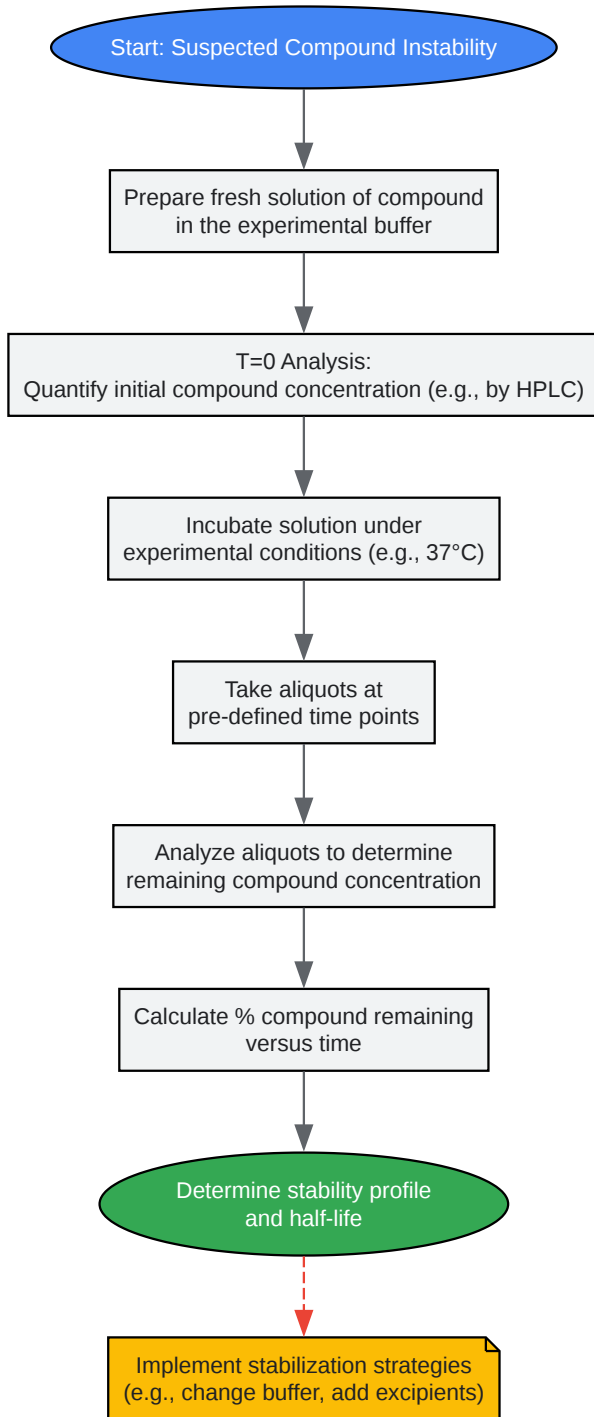 Start: Suspected Compound Instability
Prepare fresh solution of compound
in the experimental buffer
T=0 Analysis:
Quantify initial compound concentration (e.g., by HPLC)
Incubate solution under
experimental conditions (e.g., 37°C)
Take aliquots at
pre-defined time points
Analyze aliquots to determine
remaining compound concentration
Calculate % compound remaining
versus time
Determine stability profile
and half-life
Implement stabilization strategies
(e.g., change buffer, add excipients)